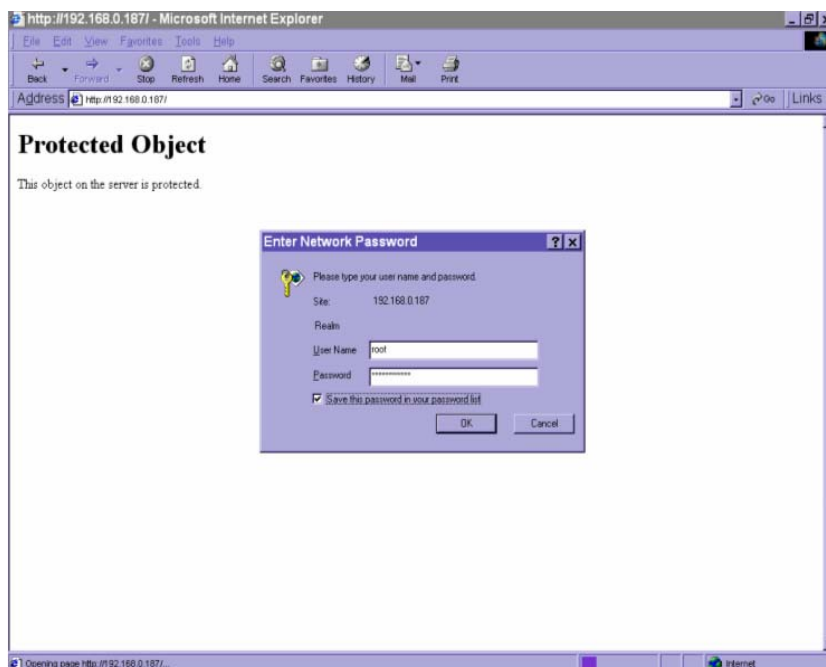 http://192.168.0.187/ - Microsoft Internet Explorer
File Edit View Favorites Tools Help
Back Forward Stop Refresh Home Search Favorites History Mail Print
Address http://192.168.0.187/ Go Links
Protected Object
This object on the server is protected.
Enter Network Password
Please type your user name and password.
Site: 192.168.0.187
Realm
User Name root
Password ***********
Save this password in your password list
OK Cancel
Opening page http://192.168.0.187/... Internet